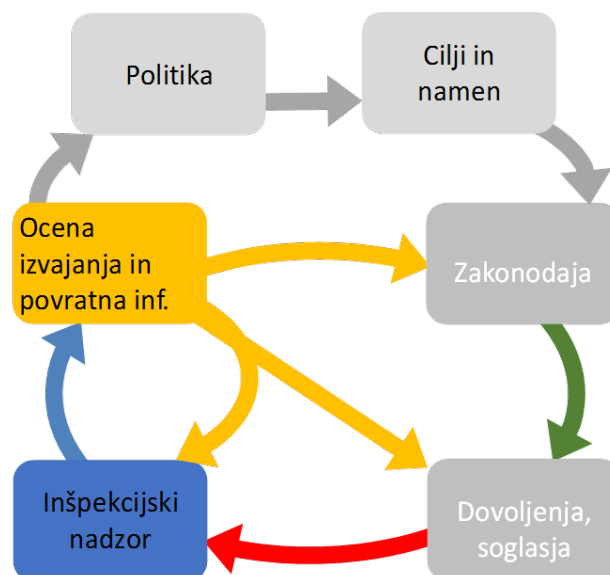 Politika
Cilji in
namen
Ocena
izvajanja in
povratna inf.
Zakonodaja
Inšpekcijski
nadzor
Dovoljenja,
soglasja